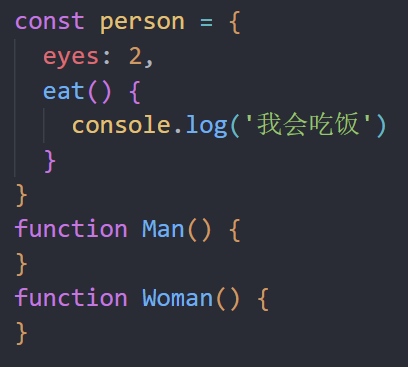 const person = {
  eyes: 2,
  eat() {
    console.log('我会吃饭')
  }
}
function Man() {
}
function Woman() {
}